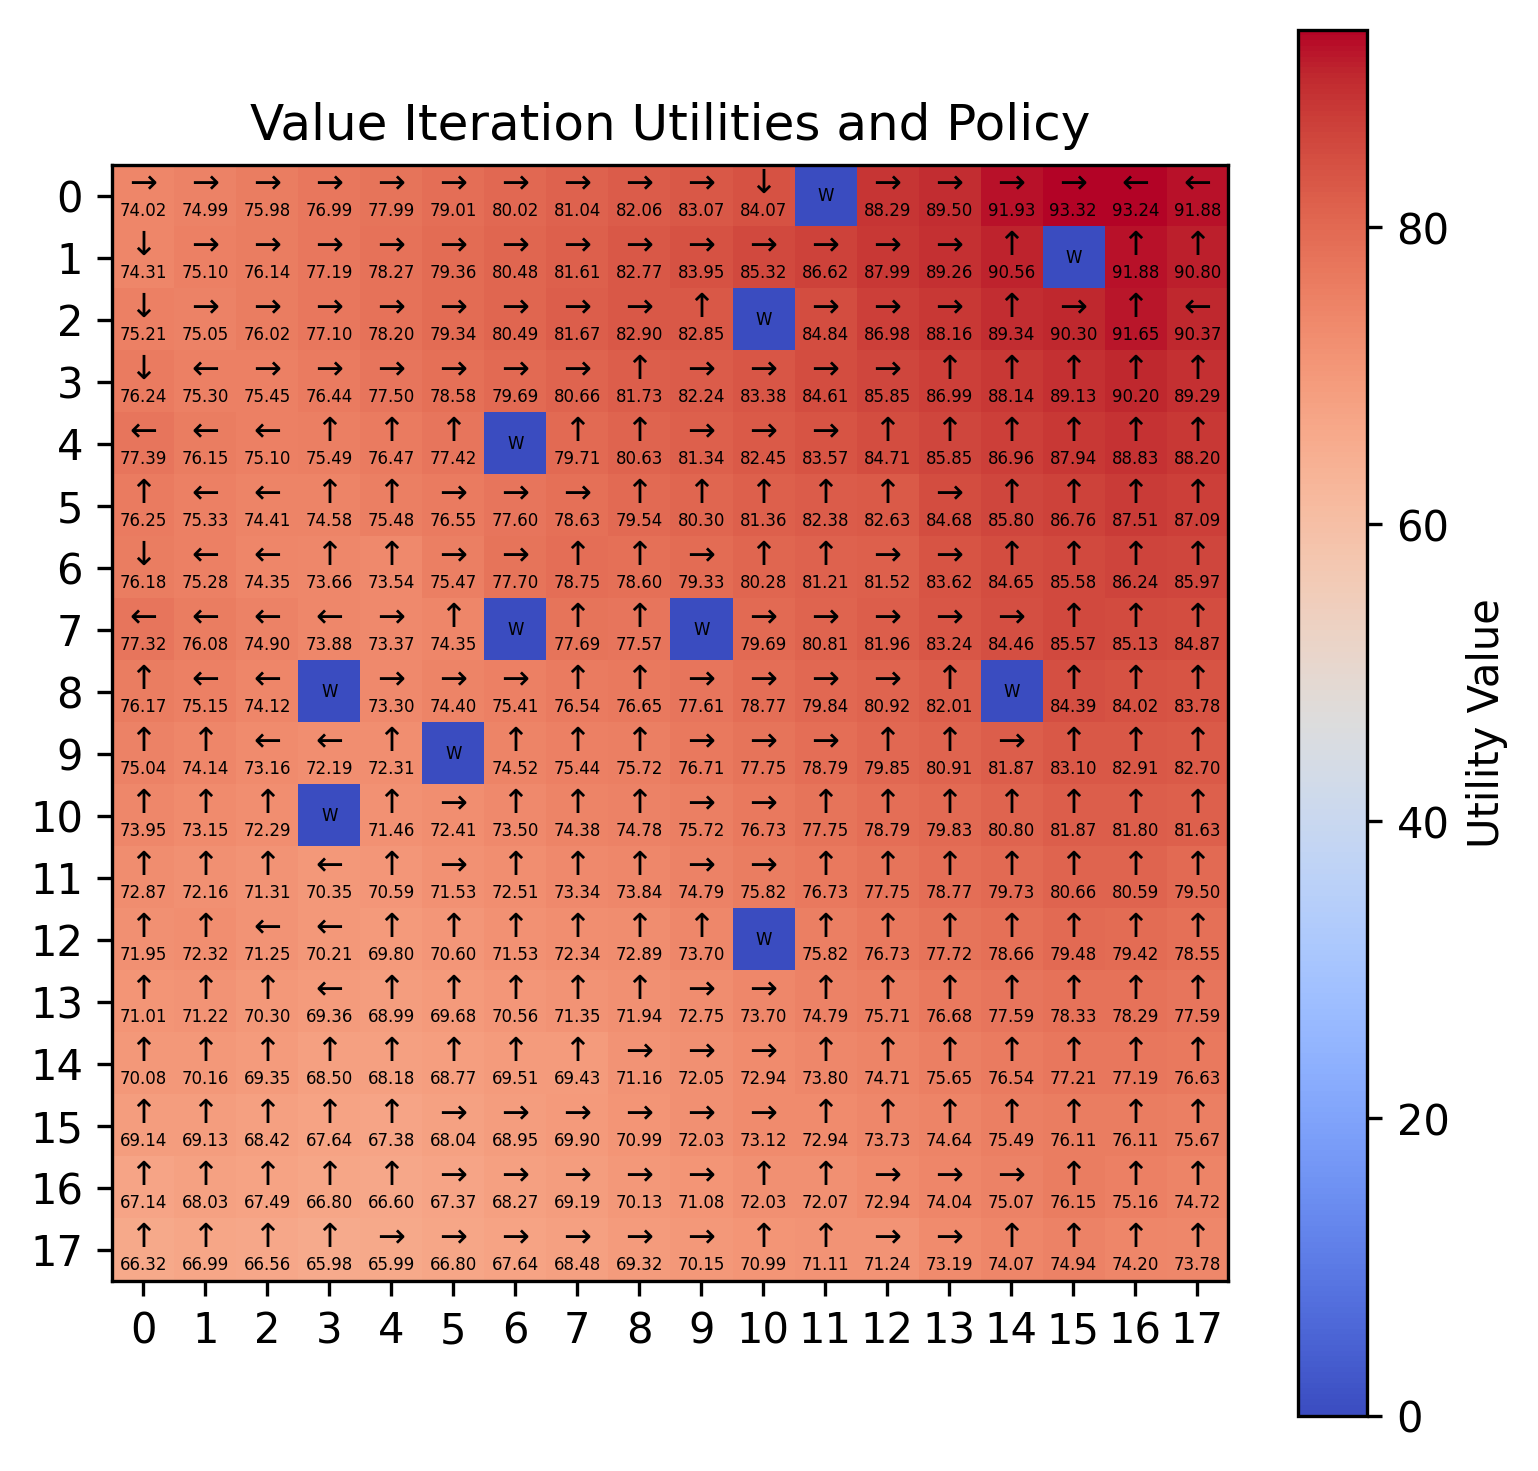 Value Iteration Utilities and Policy
0 → → → → → → → → → → ↓ W → → → → ← ←
74.02 74.99 75.98 76.99 77.99 79.01 80.02 81.04 82.06 83.07 84.07 88.29 89.50 91.93 93.32 93.24 91.88
1 ↓ → → → → → → → → → → → → → ↑ W ↑ ↑
74.31 75.10 76.14 77.19 78.27 79.36 80.48 81.61 82.77 83.95 85.32 86.62 87.99 89.26 90.56 91.88 90.80
2 ↓ → → → → → → → → ↑ W → → → ↑ → ↑ ←
75.21 75.05 76.02 77.10 78.20 79.34 80.49 81.67 82.90 82.85 84.84 86.98 88.16 89.34 90.30 91.65 90.37
3 ↓ ← → → → → → → ↑ → → → → ↑ ↑ ↑ ↑ ↑
76.24 75.30 75.45 76.44 77.50 78.58 79.69 80.66 81.73 82.24 83.38 84.61 85.85 86.99 88.14 89.13 90.20 89.29
4 ← ← ← ↑ ↑ ↑ W ↑ ↑ → → → ↑ ↑ ↑ ↑ ↑ ↑
77.39 76.15 75.10 75.49 76.47 77.42 79.71 80.63 81.34 82.45 83.57 84.71 85.85 86.96 87.94 88.83 88.20
5 ↑ ← ← ↑ ↑ → → → ↑ ↑ ↑ ↑ ↑ → ↑ ↑ ↑ ↑
76.25 75.33 74.41 74.58 75.48 76.55 77.60 78.63 79.54 80.30 81.36 82.38 82.63 84.68 85.80 86.76 87.51 87.09
6 ↓ ← ← ↑ ↑ → → ↑ ↑ → ↑ ↑ → → ↑ ↑ ↑ ↑
76.18 75.28 74.35 73.66 73.54 75.47 77.70 78.75 78.60 79.33 80.28 81.21 81.52 83.62 84.65 85.58 86.24 85.97
7 ← ← ← ← → ↑ W ↑ ↑ W → → → → → ↑ ↑ ↑
77.32 76.08 74.90 73.88 73.37 74.35 77.69 77.57 79.69 80.81 81.96 83.24 84.46 85.57 85.13 84.87
8 ↑ ← ← W → → → ↑ ↑ → → → → ↑ W ↑ ↑ ↑
76.17 75.15 74.12 73.30 74.40 75.41 76.54 76.65 77.61 78.77 79.84 80.92 82.01 84.39 84.02 83.78
9 ↑ ↑ ← ← ↑ W ↑ ↑ ↑ → → → ↑ ↑ → ↑ ↑ ↑
75.04 74.14 73.16 72.19 72.31 74.52 75.44 75.72 76.71 77.75 78.79 79.85 80.91 81.87 83.10 82.91 82.70
10 ↑ ↑ ↑ W ↑ → ↑ ↑ ↑ → → ↑ ↑ ↑ ↑ ↑ ↑ ↑
73.95 73.15 72.29 71.46 72.41 73.50 74.38 74.78 75.72 76.73 77.75 78.79 79.83 80.80 81.87 81.80 81.63
11 ↑ ↑ ↑ ← ↑ → ↑ ↑ ↑ → → ↑ ↑ ↑ ↑ ↑ ↑ ↑
72.87 72.16 71.31 70.35 70.59 71.53 72.51 73.34 73.84 74.79 75.82 76.73 77.75 78.77 79.73 80.66 80.59 79.50
12 ↑ ↑ ← ← ↑ ↑ ↑ ↑ ↑ ↑ W ↑ ↑ ↑ ↑ ↑ ↑ ↑
71.95 72.32 71.25 70.21 69.80 70.60 71.53 72.34 72.89 73.70 75.82 76.73 77.72 78.66 79.48 79.42 78.55
13 ↑ ↑ ↑ ← ↑ ↑ ↑ ↑ ↑ → → ↑ ↑ ↑ ↑ ↑ ↑ ↑
71.01 71.22 70.30 69.36 68.99 69.68 70.56 71.35 71.94 72.75 73.70 74.79 75.71 76.68 77.59 78.33 78.29 77.59
14 ↑ ↑ ↑ ↑ ↑ ↑ ↑ ↑ → → → ↑ ↑ ↑ ↑ ↑ ↑ ↑
70.08 70.16 69.35 68.50 68.18 68.77 69.51 69.43 71.16 72.05 72.94 73.80 74.71 75.65 76.54 77.21 77.19 76.63
15 ↑ ↑ ↑ ↑ ↑ → → → → → → ↑ ↑ ↑ ↑ ↑ ↑ ↑
69.14 69.13 68.42 67.64 67.38 68.04 68.95 69.90 70.99 72.03 73.12 72.94 73.73 74.64 75.49 76.11 76.11 75.67
16 ↑ ↑ ↑ ↑ ↑ → → → → → ↑ ↑ → → → ↑ ↑ ↑
67.14 68.03 67.49 66.80 66.60 67.37 68.27 69.19 70.13 71.08 72.03 72.07 72.94 74.04 75.07 76.15 75.16 74.72
17 ↑ ↑ ↑ ↑ → → → → → → ↑ ↑ → → ↑ ↑ ↑ ↑
66.32 66.99 66.56 65.98 65.99 66.80 67.64 68.48 69.32 70.15 70.99 71.11 71.24 73.19 74.07 74.94 74.20 73.78
0 1 2 3 4 5 6 7 8 9 10 11 12 13 14 15 16 17
80
60
40
20
0
Utility Value